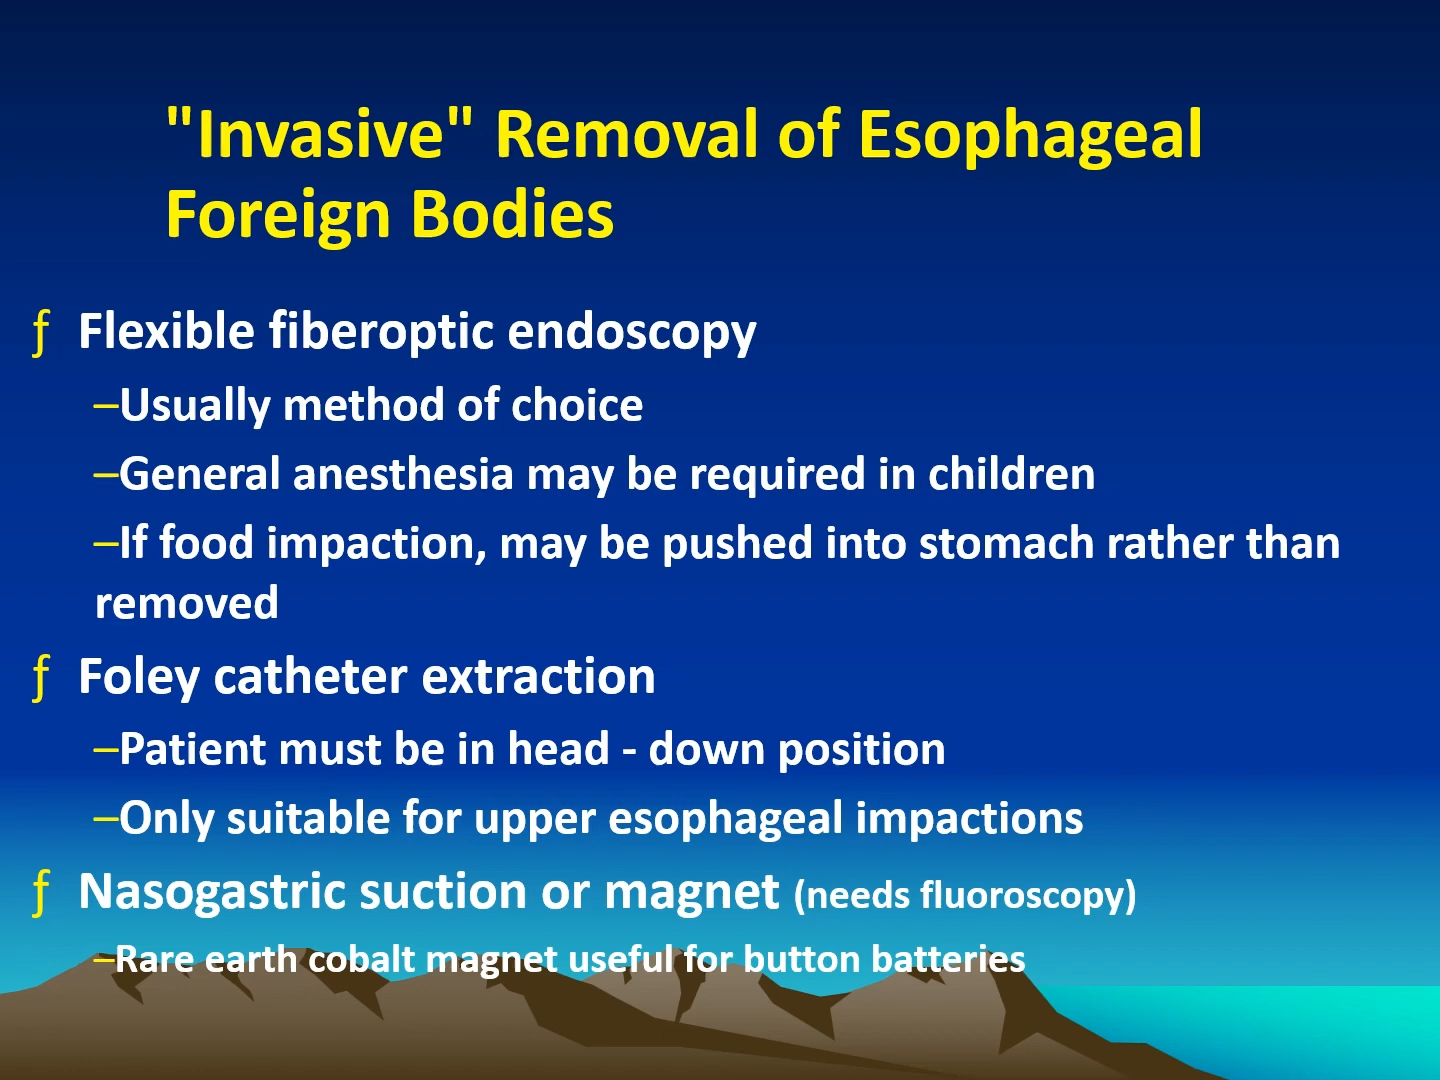 "Invasive" Removal of Esophageal
Foreign Bodies
ƒ Flexible fiberoptic endoscopy
–Usually method of choice
–General anesthesia may be required in children
–If food impaction, may be pushed into stomach rather than
removed
ƒ Foley catheter extraction
–Patient must be in head - down position
–Only suitable for upper esophageal impactions
ƒ Nasogastric suction or magnet (needs fluoroscopy)
–Rare earth cobalt magnet useful for button batteries